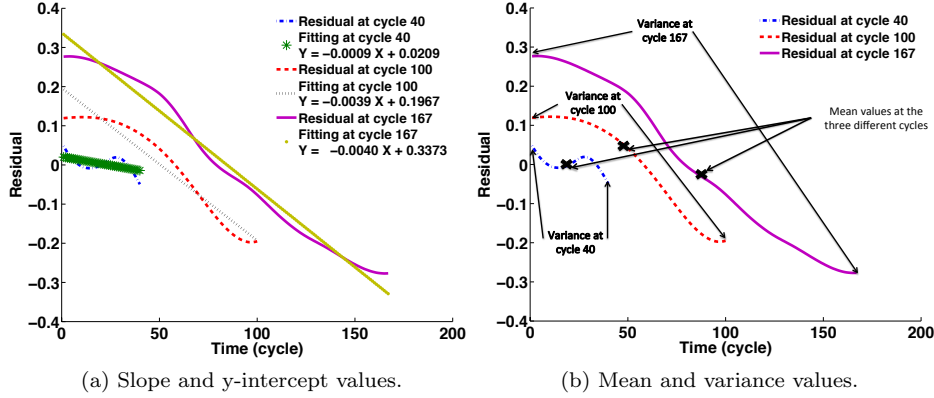 0.4
0.3
0.2
0.1
0
−0.1
−0.2
−0.3
−0.4
Residual
0 50 100 150 200
Time (cycle)
Residual at cycle 40
Fitting at cycle 40
Y = −0.0009 X + 0.0209
Residual at cycle 100
Fitting at cycle 100
Y = −0.0039 X + 0.1967
Residual at cycle 167
Fitting at cycle 167
Y = −0.0040 X + 0.3373
(a) Slope and y-intercept values.
0.4
0.3
0.2
0.1
0
−0.1
−0.2
−0.3
−0.4
Residual
0 50 100 150 200
Time (cycle)
Variance at
cycle 167
Residual at cycle 40
Residual at cycle 100
Residual at cycle 167
Variance at
cycle 100
Mean values at the
three different cycles
Variance at
cycle 40
(b) Mean and variance values.